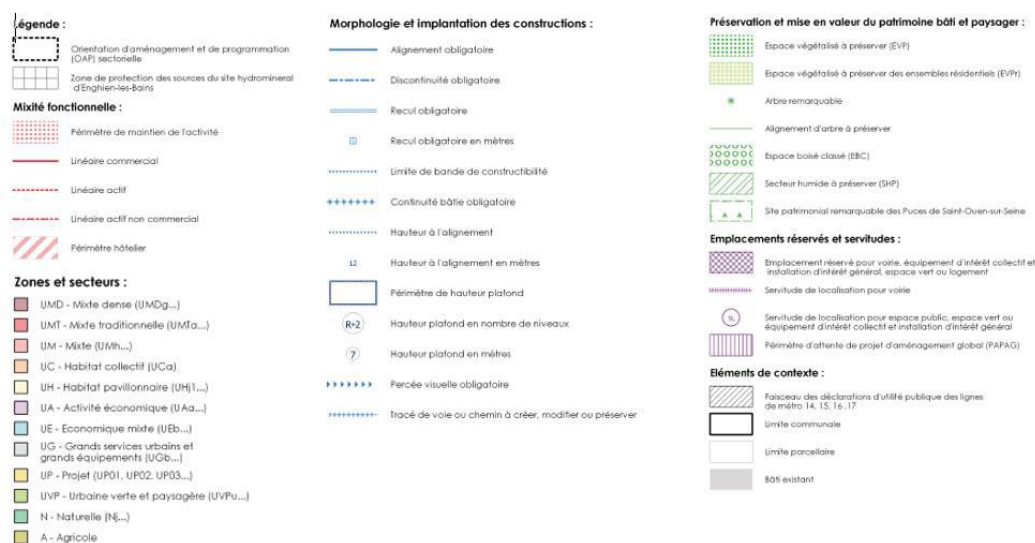 Légende :
Orientation d'aménagement et de programmation
(OAP) sectorielle
Zone de protection des sources du site hydrominéral
d'Enghien-les-Bains
Mixité fonctionnelle :
Périmètre de maintien de l'activité
Linéaire commercial
Linéaire actif
Linéaire actif non commercial
Périmètre hôtelier
Zones et secteurs :
UMD - Mixte dense (UMDg...)
UMT - Mixte traditionnelle (UMTa...)
UM - Mixte (UMh...)
UC - Habitat collectif (UCa)
UH - Habitat pavillonnaire (UHj1...)
UA - Activité économique (UAa...)
UE - Economique mixte (UEb...)
UG - Grands services urbains et
grands équipements (UGb...)
UP - Projet (UP01, UP02, UP03...)
UVP - Urbaine verte et paysagère (UVPu...)
N - Naturelle (Nj...)
A - Agricole
Morphologie et implantation des constructions :
Alignement obligatoire
Discontinuité obligatoire
Recul obligatoire
Recul obligatoire en mètres
Limite de bande de constructibilité
Continuité bâtie obligatoire
Hauteur à l'alignement
12 Hauteur à l'alignement en mètres
Périmètre de hauteur plafond
R+2 Hauteur plafond en nombre de niveaux
7 Hauteur plafond en mètres
Percée visuelle obligatoire
Tracé de voie ou chemin à créer, modifier ou préserver
Préservation et mise en valeur du patrimoine bâti et paysager :
Espace végétalisé à préserver (EVP)
Espace végétalisé à préserver des ensembles résidentiels (EVPr)
Arbre remarquable
Alignement d'arbre à préserver
Espace boisé classé (EBC)
Secteur humide à préserver (SHP)
Site patrimonial remarquable des Puces de Saint-Ouen-sur-Seine
Emplacements réservés et servitudes :
Emplacement réservé pour voirie, équipement d'intérêt collectif et
installation d'intérêt général, espace vert ou logement
Servitude de localisation pour voirie
SL Servitude de localisation pour espace public, espace vert ou
équipement d'intérêt collectif et installation d'intérêt général
Périmètre d'attente de projet d'aménagement global (PAPAG)
Eléments de contexte :
Faisceau des déclarations d'utilité publique des lignes
de métro 14, 15, 16 ,17
Limite communale
Limite parcellaire
Bâti existant